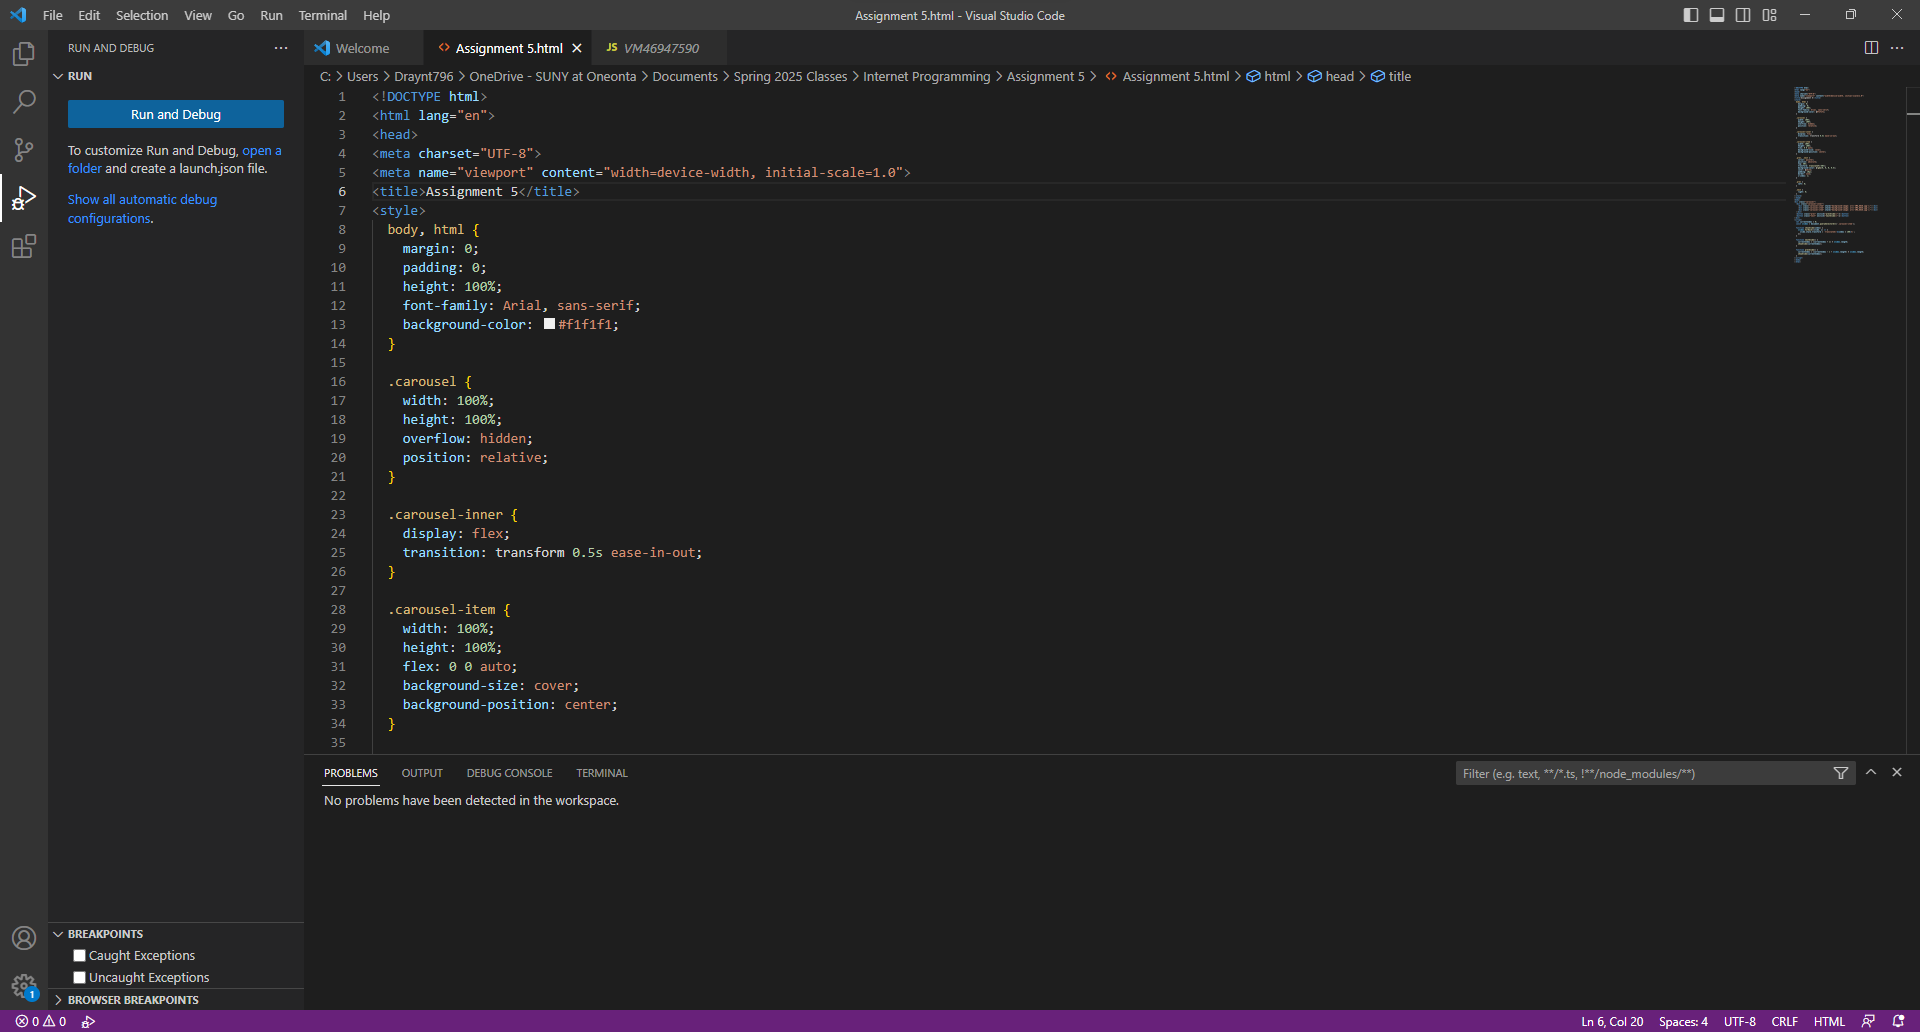 File Edit Selection View Go Run Terminal Help
Assignment 5.html - Visual Studio Code
RUN AND DEBUG
RUN
Run and Debug
To customize Run and Debug, open a
folder and create a launch.json file.
Show all automatic debug
configurations.
Welcome
Assignment 5.html
JS VM46947590
C: > Users > Draynt796 > OneDrive - SUNY at Oneonta > Documents > Spring 2025 Classes > Internet Programming > Assignment 5 > Assignment 5.html > html > head > title
1 <!DOCTYPE html>
2 <html lang="en">
3 <head>
4 <meta charset="UTF-8">
5 <meta name="viewport" content="width=device-width, initial-scale=1.0">
6 <title>Assignment 5</title>
7 <style>
8 body, html {
9 margin: 0;
10 padding: 0;
11 height: 100%;
12 font-family: Arial, sans-serif;
13 background-color: #f1f1f1;
14 }
15
16 .carousel {
17 width: 100%;
18 height: 100%;
19 overflow: hidden;
20 position: relative;
21 }
22
23 .carousel-inner {
24 display: flex;
25 transition: transform 0.5s ease-in-out;
26 }
27
28 .carousel-item {
29 width: 100%;
30 height: 100%;
31 flex: 0 0 auto;
32 background-size: cover;
33 background-position: center;
34 }
35
PROBLEMS OUTPUT DEBUG CONSOLE TERMINAL
Filter (e.g. text, **/*.ts, !**/node_modules/**)
No problems have been detected in the workspace.
BREAKPOINTS
Caught Exceptions
Uncaught Exceptions
BROWSER BREAKPOINTS
1
0 0
Ln 6, Col 20 Spaces: 4 UTF-8 CRLF HTML